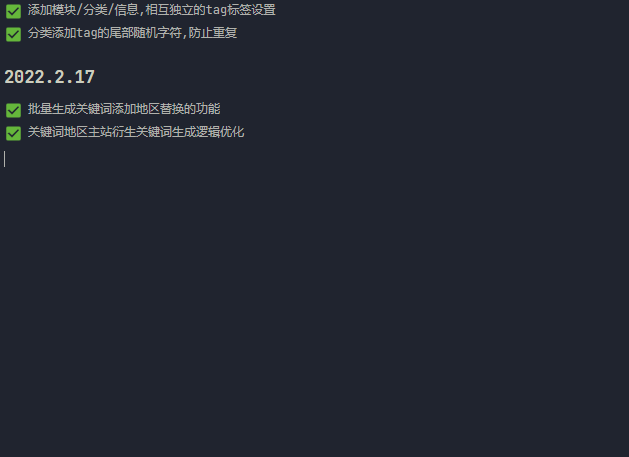 ✅ 添加模块/分类/信息,相互独立的tag标签设置
✅ 分类添加tag的尾部随机字符,防止重复
2022.2.17
✅ 批量生成关键词添加地区替换的功能
✅ 关键词地区主站衍生关键词生成逻辑优化